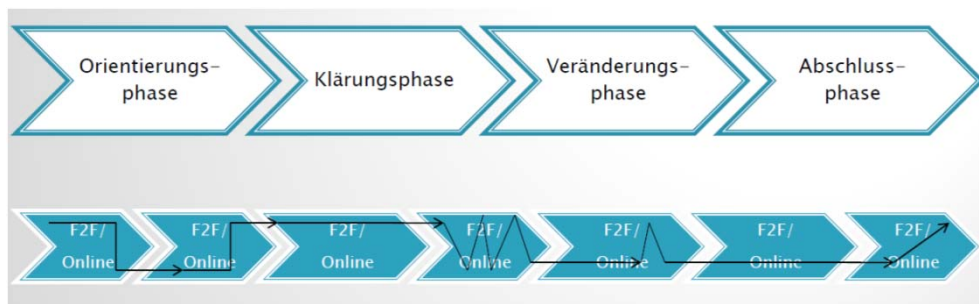 Orientierungs-
phase
Klärungsphase
Veränderungs-
phase
Abschluss-
phase
F2F/
Online
F2F/
Online
F2F/
Online
F2F/
Online
F2F/
Online
F2F/
Online
F2F/
Online